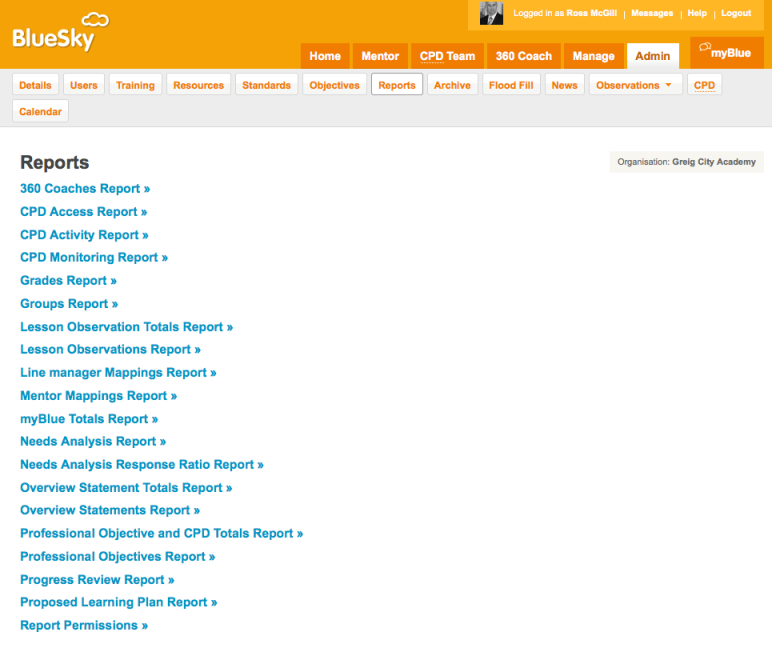 Logged in as Ross McGill | Messages | Help | Logout
BlueSky
Home Mentor CPD Team 360 Coach Manage Admin myBlue
Details Users Training Resources Standards Objectives Reports Archive Flood Fill News Observations CPD
Calendar
Reports
Organisation: Greig City Academy
360 Coaches Report »
CPD Access Report »
CPD Activity Report »
CPD Monitoring Report »
Grades Report »
Groups Report »
Lesson Observation Totals Report »
Lesson Observations Report »
Line manager Mappings Report »
Mentor Mappings Report »
myBlue Totals Report »
Needs Analysis Report »
Needs Analysis Response Ratio Report »
Overview Statement Totals Report »
Overview Statements Report »
Professional Objective and CPD Totals Report »
Professional Objectives Report »
Progress Review Report »
Proposed Learning Plan Report »
Report Permissions »